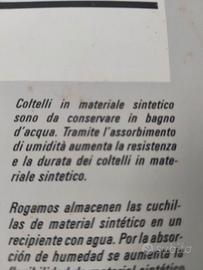 Coltelli in materiale sintetico
sono da conservare in bagno
d'acqua. Tramite l'assorbimento
di umidità aumenta la resistenza
e la durata dei coltelli in mate-
riale sintetico.
Rogamos almacenen las cuchil-
las de material sintético en un
recipiente con agua. Por la absor-
ción de humedad se aumenta la